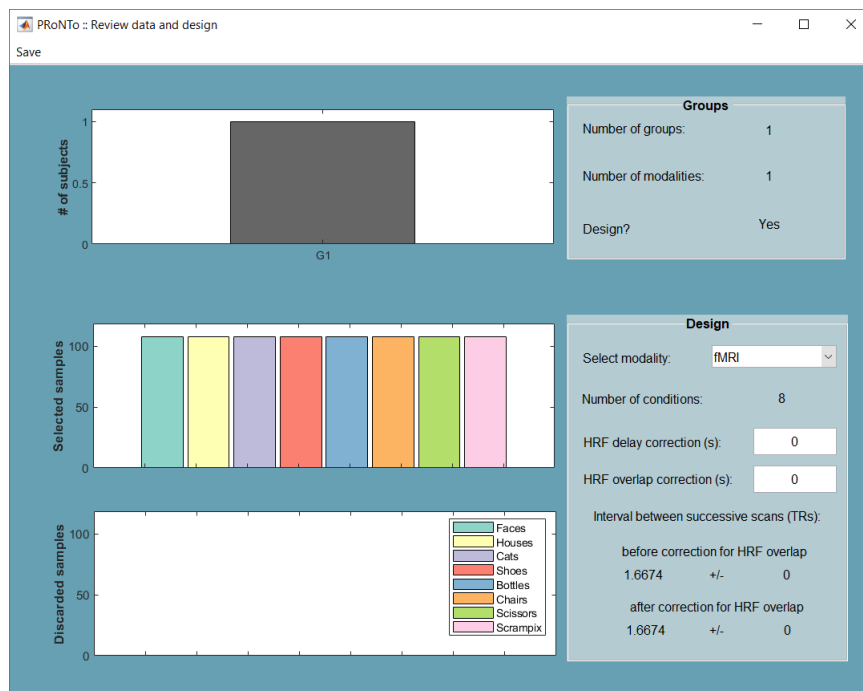 PRoNTo :: Review data and design
Save
# of subjects
1
0.5
0
G1
Groups
Number of groups: 1
Number of modalities: 1
Design? Yes
Selected samples
100
50
0
Design
Select modality: fMRI
Number of conditions: 8
HRF delay correction (s): 0
HRF overlap correction (s): 0
Interval between successive scans (TRs):
before correction for HRF overlap
1.6674 +/- 0
after correction for HRF overlap
1.6674 +/- 0
Discarded samples
100
50
0
Faces
Houses
Cats
Shoes
Bottles
Chairs
Scissors
Scrampix